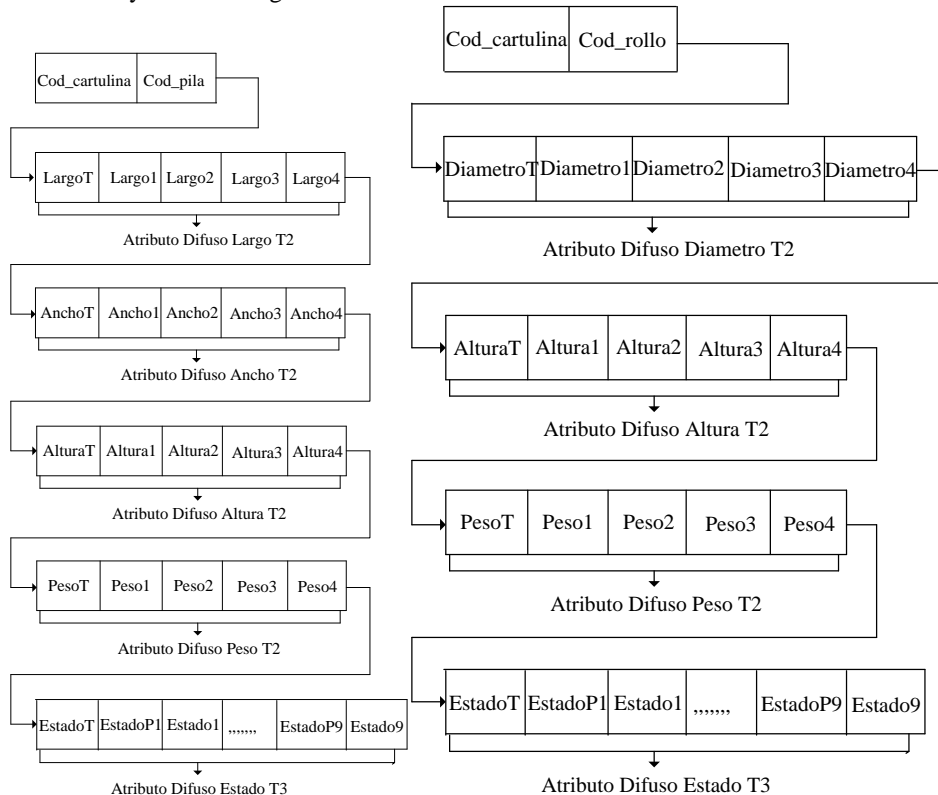 Cod_cartulina Cod_pila
LargoT Largo1 Largo2 Largo3 Largo4
Atributo Difuso Largo T2
AnchoT Ancho1 Ancho2 Ancho3 Ancho4
Atributo Difuso Ancho T2
AlturaT Altura1 Altura2 Altura3 Altura4
Atributo Difuso Altura T2
PesoT Peso1 Peso2 Peso3 Peso4
Atributo Difuso Peso T2
EstadoT EstadoP1 Estado1 ,,,,,,, EstadoP9 Estado9
Atributo Difuso Estado T3
Cod_cartulina Cod_rollo
DiametroT Diametro1 Diametro2 Diametro3 Diametro4
Atributo Difuso Diametro T2
AlturaT Altura1 Altura2 Altura3 Altura4
Atributo Difuso Altura T2
PesoT Peso1 Peso2 Peso3 Peso4
Atributo Difuso Peso T2
EstadoT EstadoP1 Estado1 ,,,,,,, EstadoP9 Estado9
Atributo Difuso Estado T3